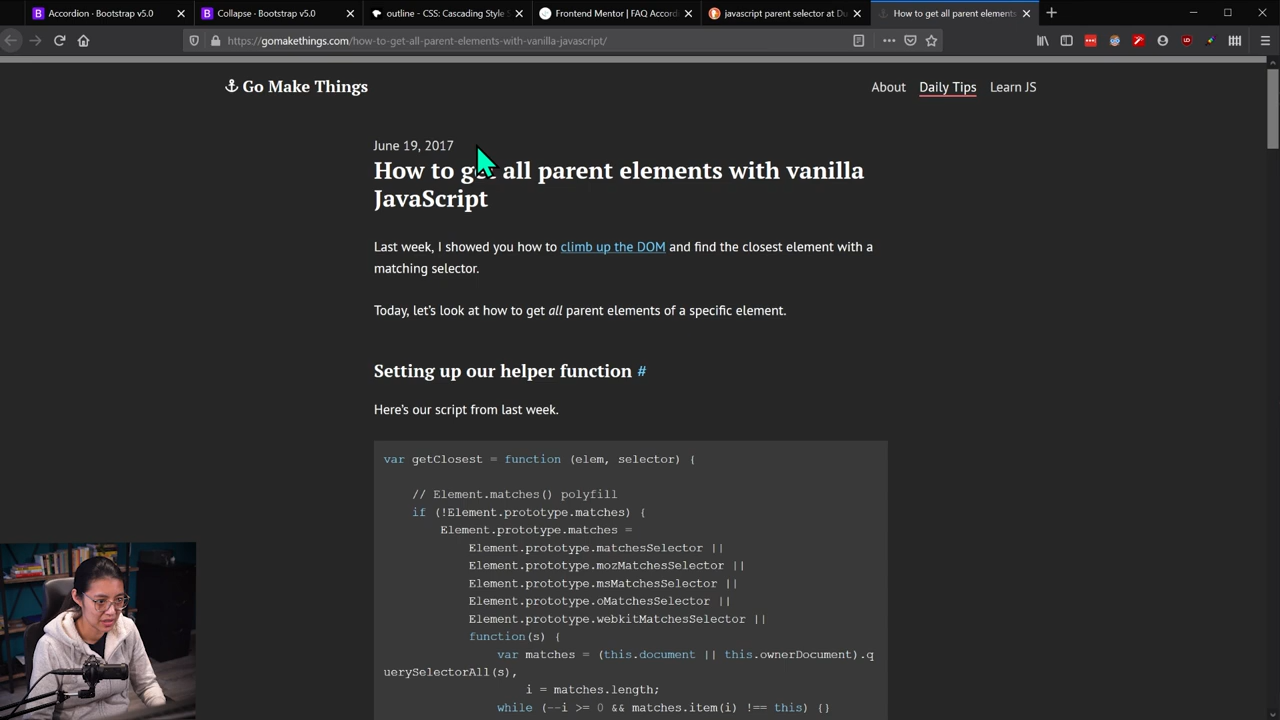 Accordion · Bootstrap v5.0
Collapse · Bootstrap v5.0
outline - CSS: Cascading Style S
Frontend Mentor | FAQ Accord
javascript parent selector at Du
How to get all parent elements
https://gomakethings.com/how-to-get-all-parent-elements-with-vanilla-javascript/
Go Make Things
About
Daily Tips
Learn JS
June 19, 2017
How to get all parent elements with vanilla
JavaScript
Last week, I showed you how to climb up the DOM and find the closest element with a
matching selector.
Today, let's look at how to get all parent elements of a specific element.
Setting up our helper function #
Here's our script from last week.
var getClosest = function (elem, selector) {
// Element.matches() polyfill
if (!Element.prototype.matches) {
Element.prototype.matches =
Element.prototype.matchesSelector ||
Element.prototype.mozMatchesSelector ||
Element.prototype.msMatchesSelector ||
Element.prototype.oMatchesSelector ||
Element.prototype.webkitMatchesSelector ||
function(s) {
var matches = (this.document || this.ownerDocument).q
uerySelectorAll(s),
i = matches.length;
while (--i >= 0 && matches.item(i) !== this) {}